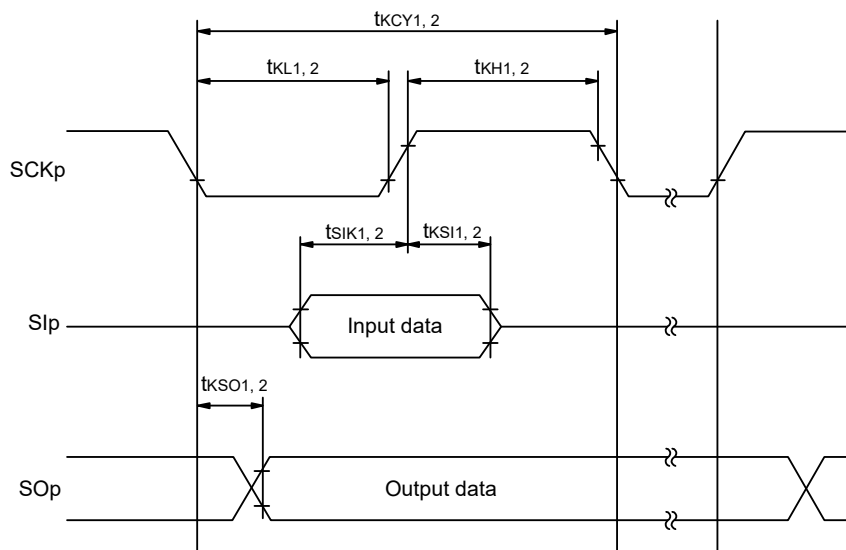 tKCY1, 2
tKL1, 2
tKH1, 2
SCKp
tSIK1, 2
tKSI1, 2
SIp
Input data
tKSO1, 2
SOp
Output data